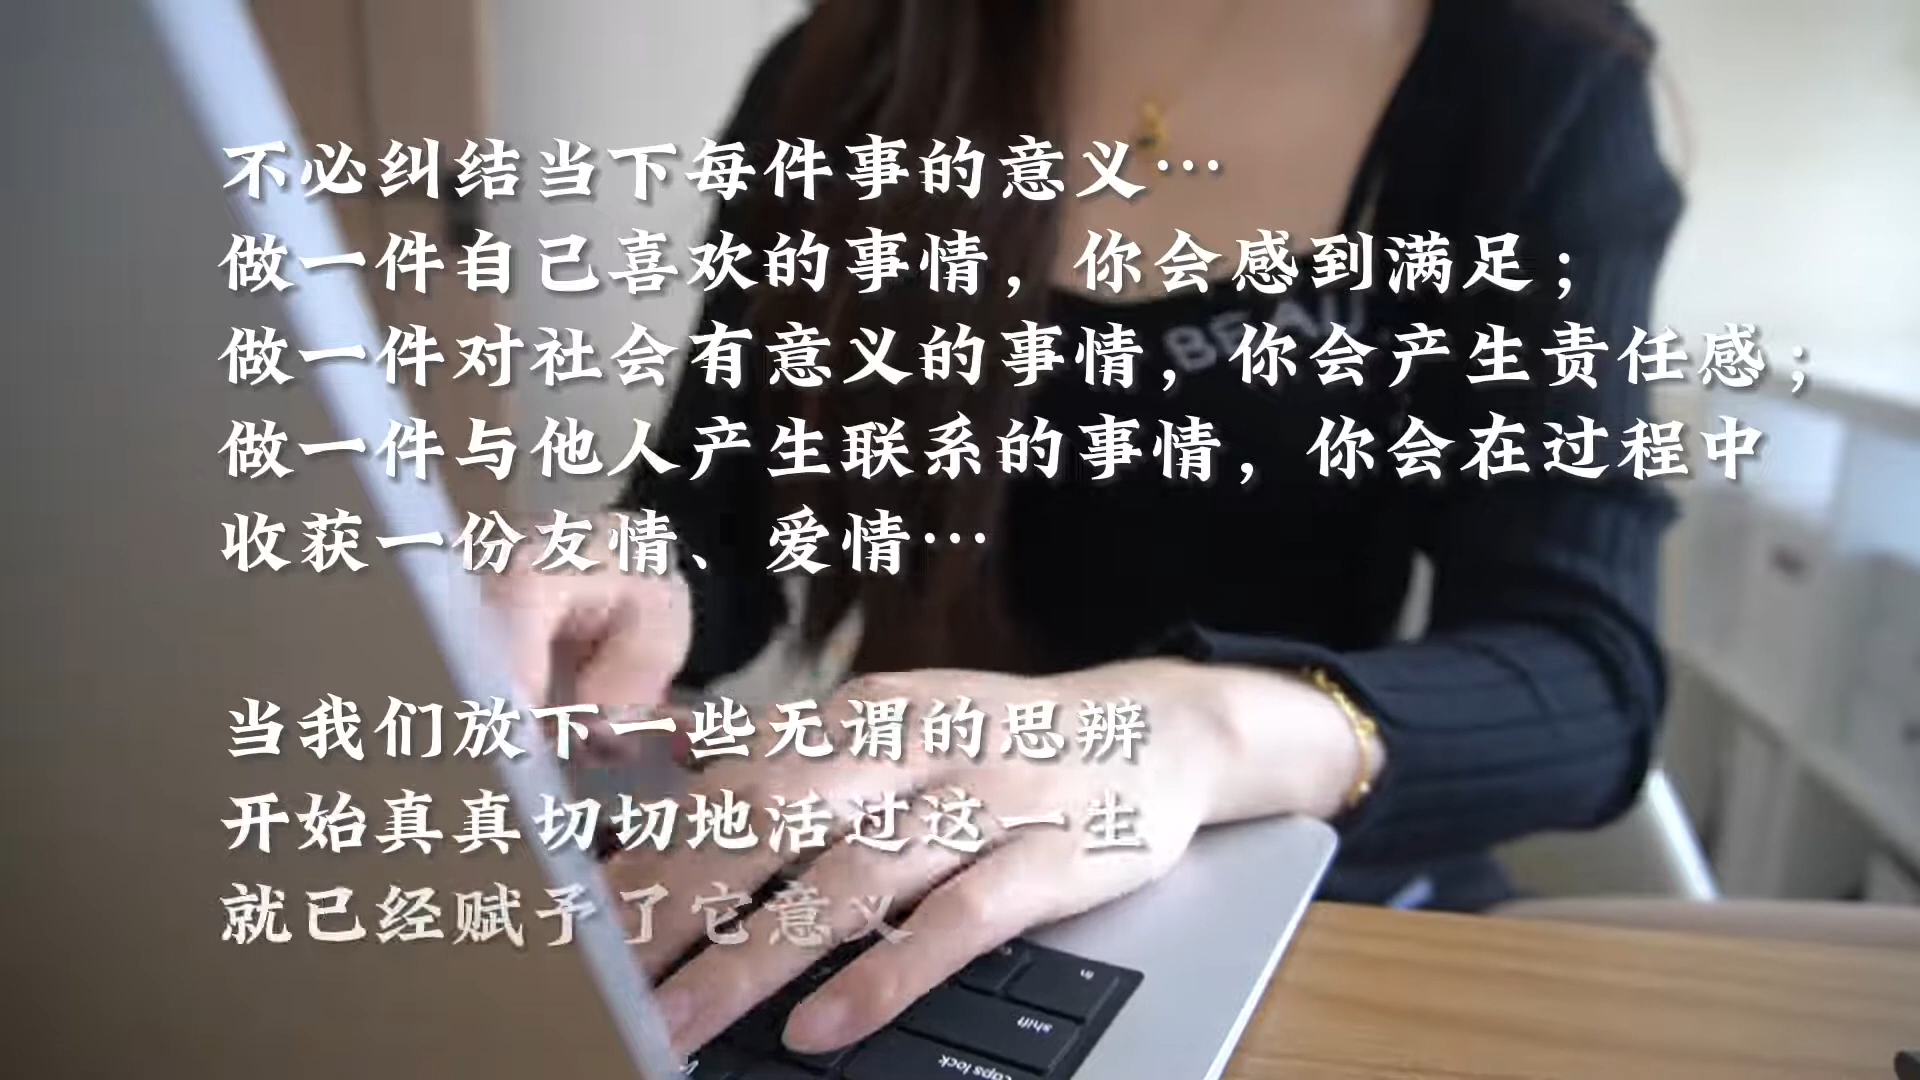 不必纠结当下每件事的意义…
做一件自己喜欢的事情，你会感到满足；
做一件对社会有意义的事情，你会产生责任感；
做一件与他人产生联系的事情，你会在过程中
收获一份友情、爱情…
当我们放下一些无谓的思辨
开始真真切切地活过这一生
就已经赋予了它意义
BEAU
fn
shift
caps lock